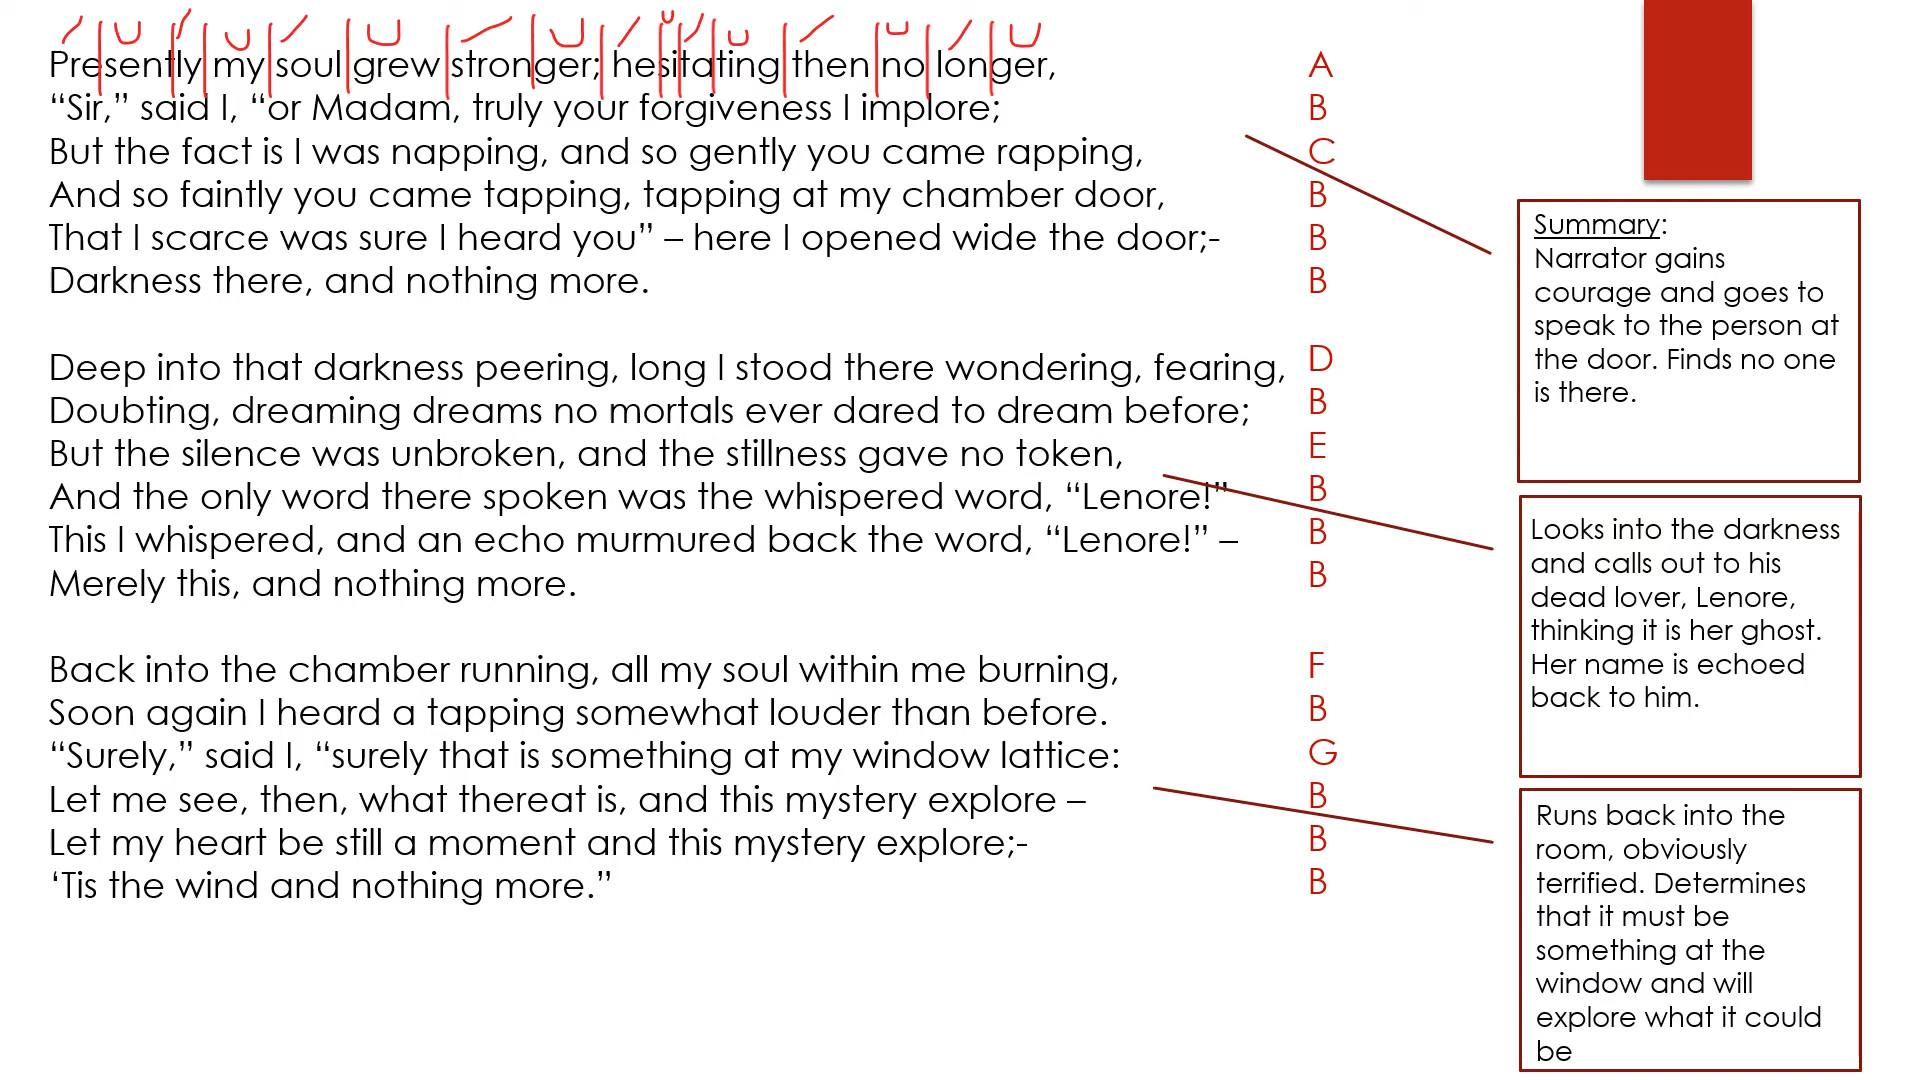 Presently my soul grew stronger; hesitating then no longer,
“Sir,” said I, “or Madam, truly your forgiveness I implore;
But the fact is I was napping, and so gently you came rapping,
And so faintly you came tapping, tapping at my chamber door,
That I scarce was sure I heard you” – here I opened wide the door;-
Darkness there, and nothing more.
Deep into that darkness peering, long I stood there wondering, fearing,
Doubting, dreaming dreams no mortals ever dared to dream before;
But the silence was unbroken, and the stillness gave no token,
And the only word there spoken was the whispered word, “Lenore!”
This I whispered, and an echo murmured back the word, “Lenore!” –
Merely this, and nothing more.
Back into the chamber running, all my soul within me burning,
Soon again I heard a tapping somewhat louder than before.
“Surely,” said I, “surely that is something at my window lattice:
Let me see, then, what thereat is, and this mystery explore –
Let my heart be still a moment and this mystery explore;-
‘Tis the wind and nothing more.”
A
B
C
B
B
B
D
B
E
B
B
B
F
B
G
B
B
B
Summary:
Narrator gains
courage and goes to
speak to the person at
the door. Finds no one
is there.
Looks into the darkness
and calls out to his
dead lover, Lenore,
thinking it is her ghost.
Her name is echoed
back to him.
Runs back into the
room, obviously
terrified. Determines
that it must be
something at the
window and will
explore what it could
be